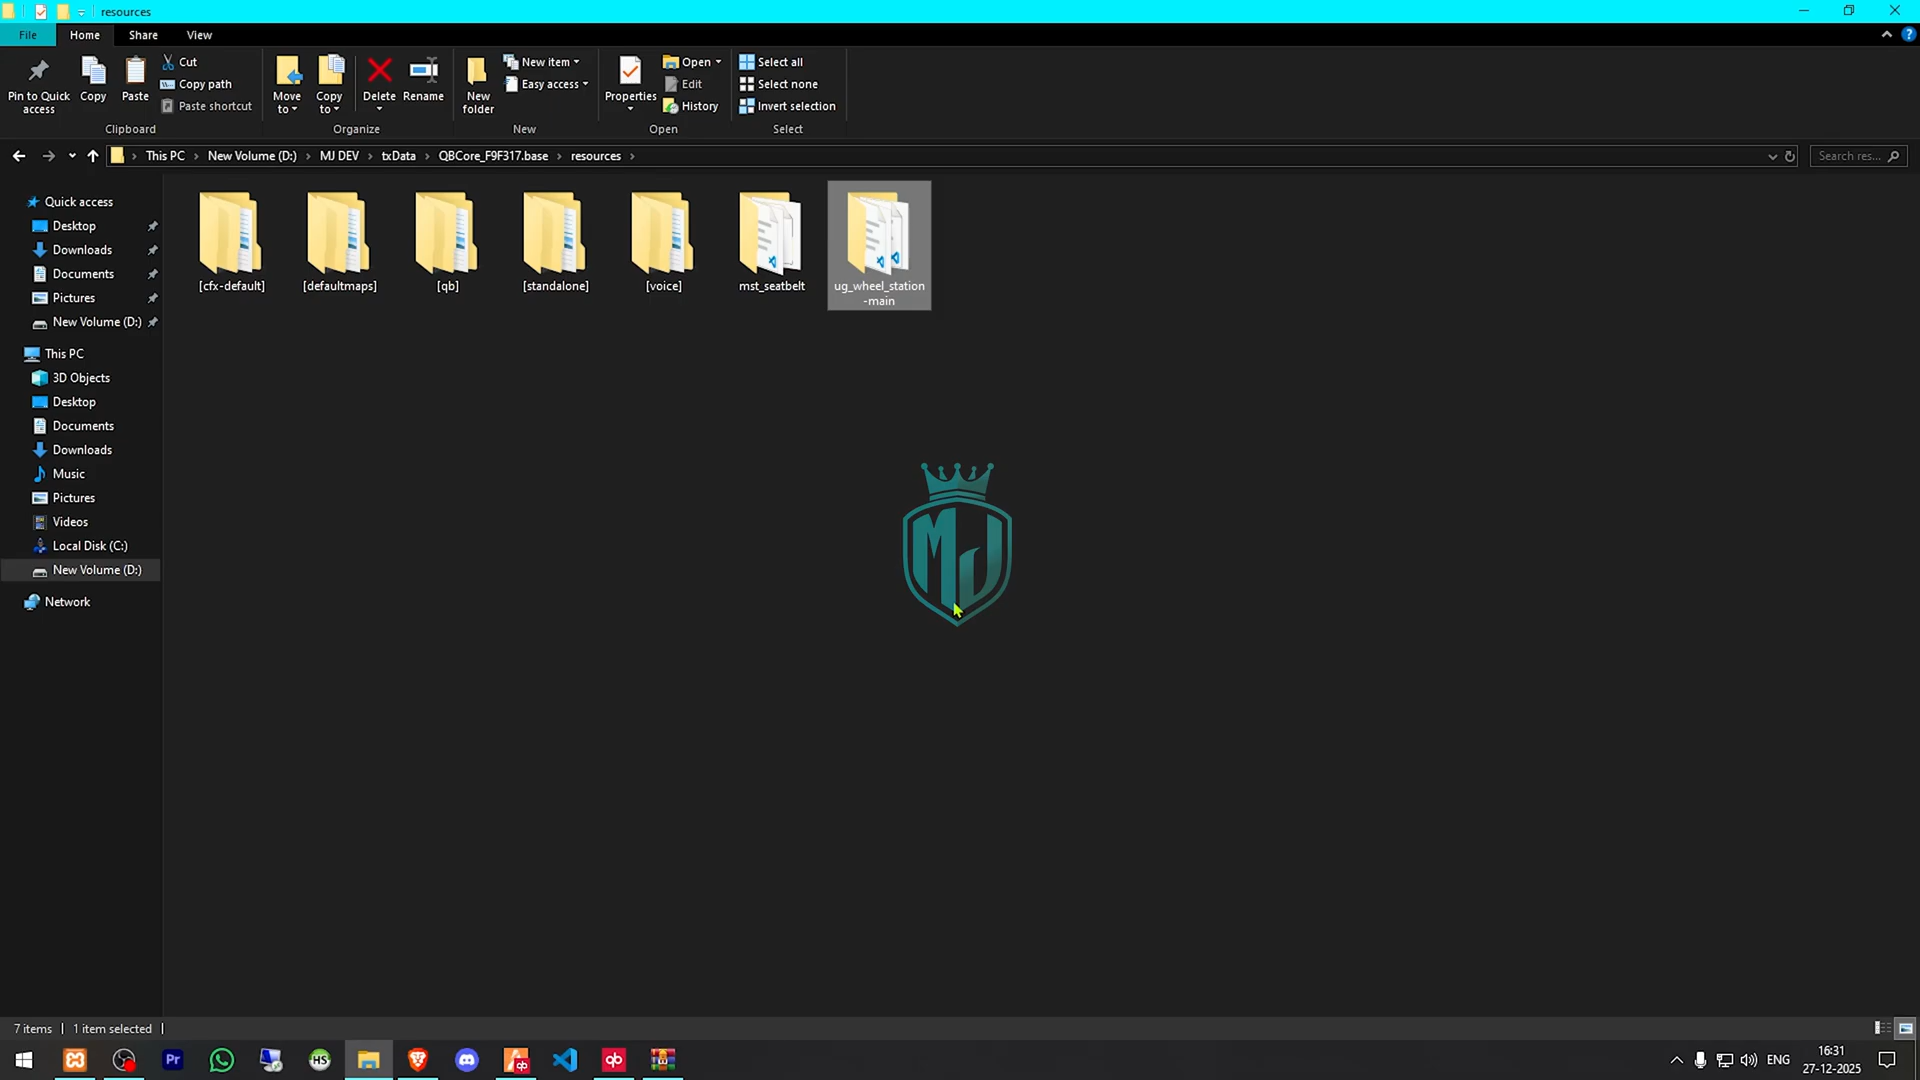 resources
File
Home
Share
View
Pin to Quick
access
Copy
Paste
Cut
Copy path
Paste shortcut
Clipboard
Move
to
Copy
to
Delete
Rename
Organize
New
folder
New item
Easy access
New
Properties
Open
Edit
History
Open
Select all
Select none
Invert selection
Select
This PC
New Volume (D:)
MJ DEV
txData
QBCore_F9F317.base
resources
Search res...
Quick access
Desktop
Downloads
Documents
Pictures
New Volume (D:)
This PC
3D Objects
Desktop
Documents
Downloads
Music
Pictures
Videos
Local Disk (C:)
New Volume (D:)
Network
[cfx-default]
[defaultmaps]
[qb]
[standalone]
[voice]
mst_seatbelt
ug_wheel_station
-main
MJ
7 items
1 item selected
Pr
HS
qb
qb
ENG
16:31
27-12-2025